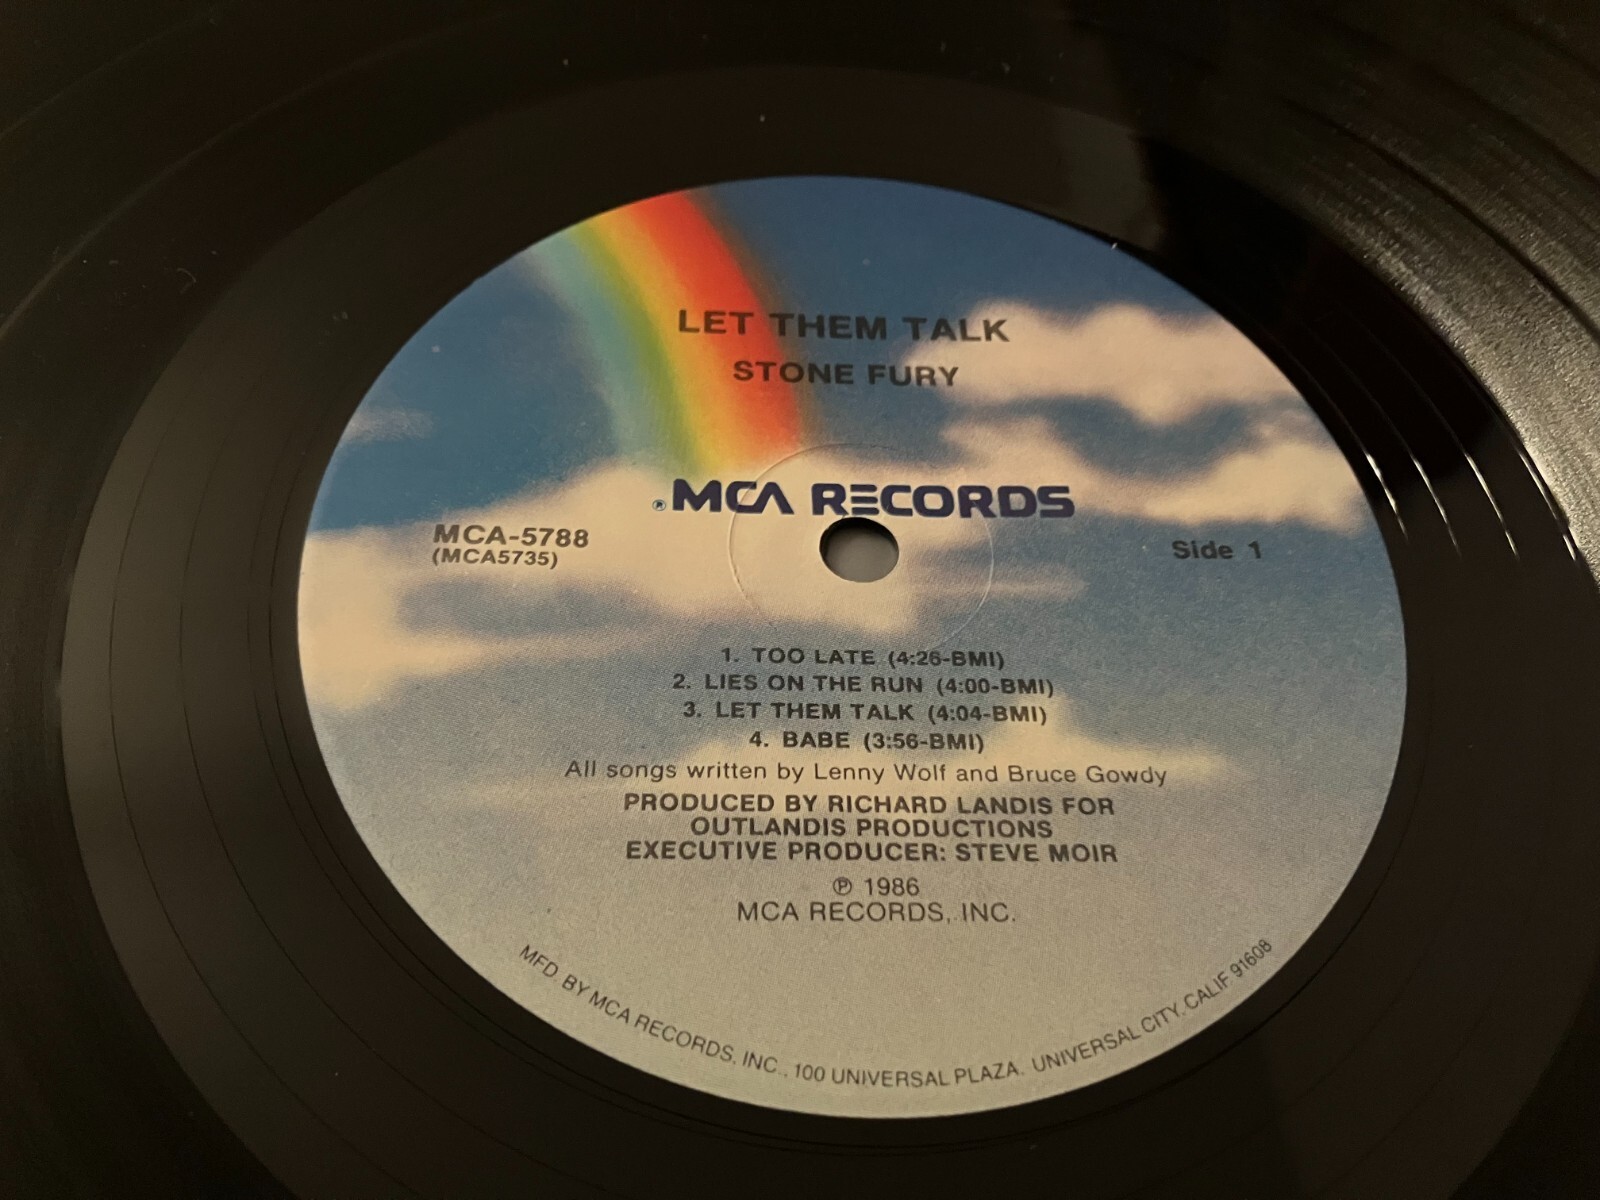 LET THEM TALK
STONE FURY
® MCA RECORDS
MCA-5788
(MCA5735)
Side 1
1. TOO LATE (4:26-BMI)
2. LIES ON THE RUN (4:00-BMI)
3. LET THEM TALK (4:04-BMI)
4. BABE (3:56-BMI)
All songs written by Lenny Wolf and Bruce Gowdy
PRODUCED BY RICHARD LANDIS FOR
OUTLANDIS PRODUCTIONS
EXECUTIVE PRODUCER: STEVE MOIR
℗ 1986
MCA RECORDS, INC.
MFD. BY MCA RECORDS, INC., 100 UNIVERSAL PLAZA, UNIVERSAL CITY, CALIF 91608